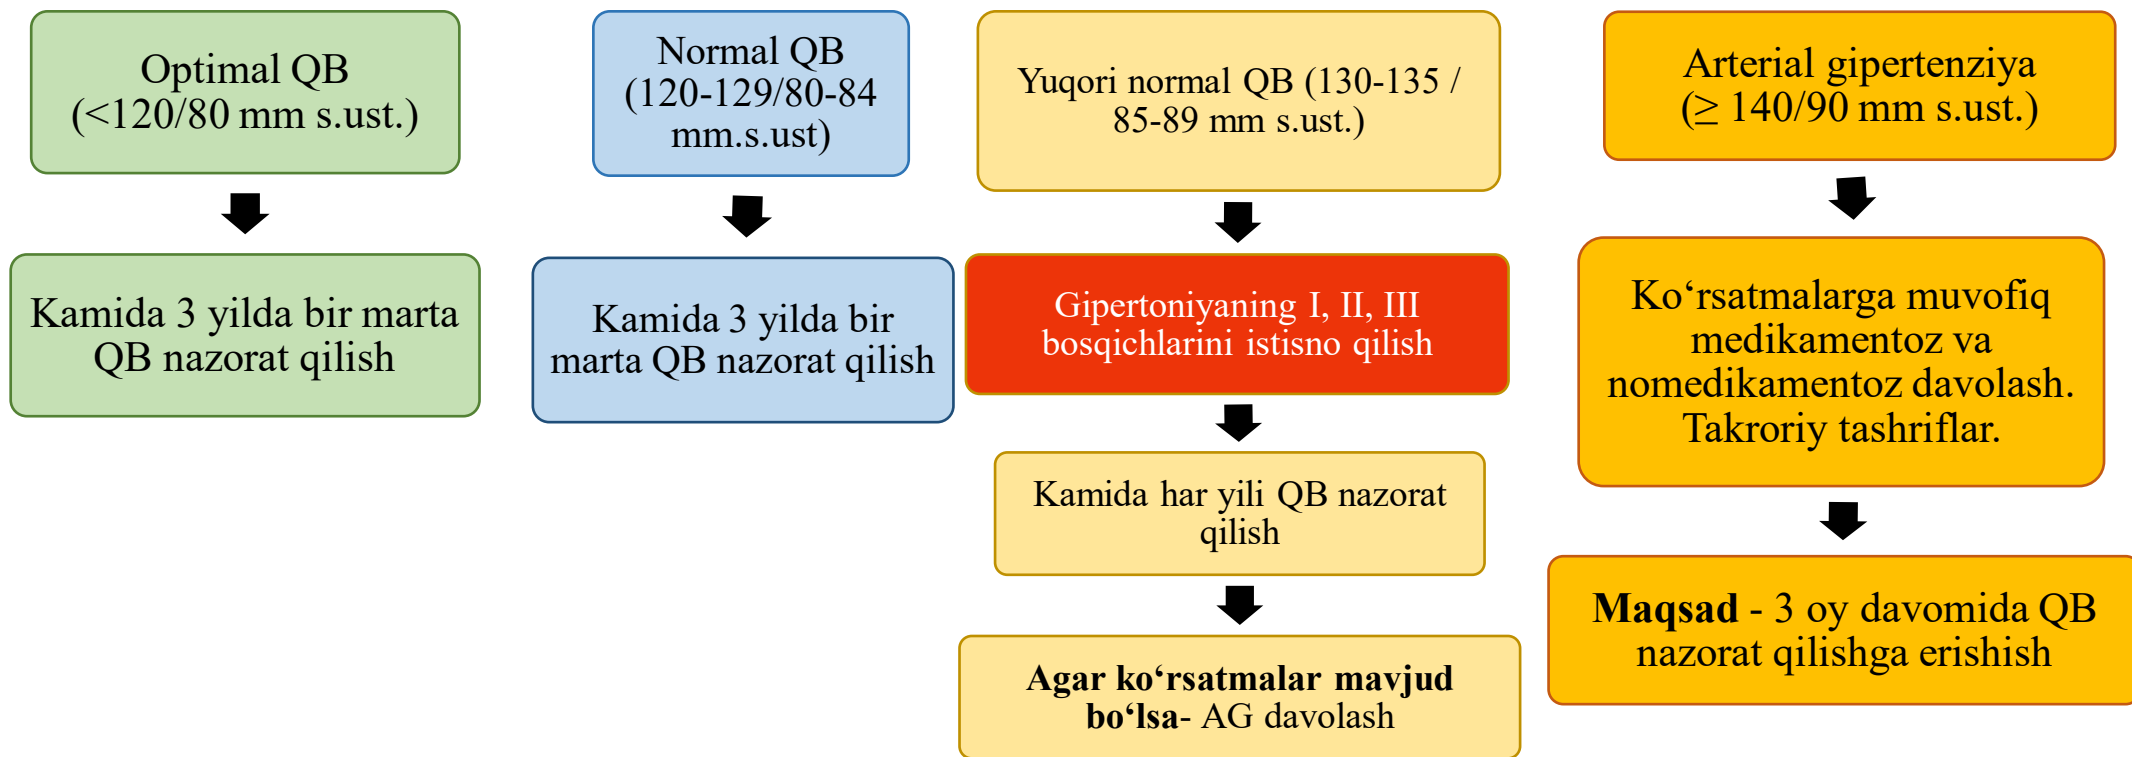 Optimal QB
(<120/80 mm s.ust.)
Kamida 3 yilda bir marta
QB nazorat qilish
Normal QB
(120-129/80-84
mm.s.ust)
Kamida 3 yilda bir
marta QB nazorat qilish
Yuqori normal QB (130-135 /
85-89 mm s.ust.)
Gipertoniyaning I, II, III
bosqichlarini istisno qilish
Kamida har yili QB nazorat
qilish
Agar ko‘rsatmalar mavjud
bo‘lsa- AG davolash
Arterial gipertenziya
(≥ 140/90 mm s.ust.)
Ko‘rsatmalarga muvofiq
medikamentoz va
nomedikamentoz davolash.
Takroriy tashriflar.
Maqsad - 3 oy davomida QB
nazorat qilishga erishish